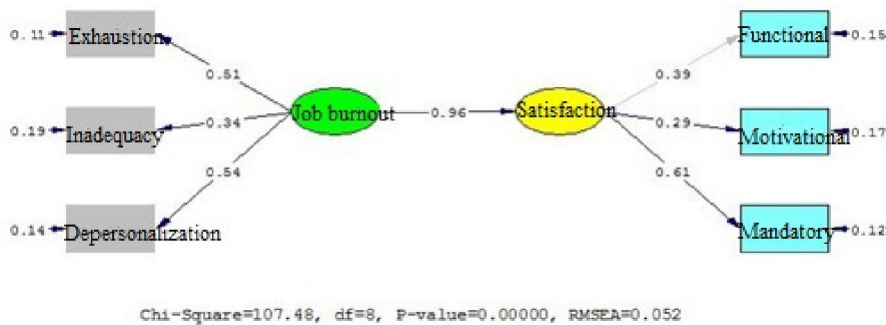 0.11 Exhaustion
0.51
0.19 Inadequacy
0.34
0.14 Depersonalization
0.54
Job burnout
0.96
Satisfaction
0.39
Functional 0.15
0.29
Motivational 0.17
0.61
Mandatory 0.12
Chi-Square=107.48, df=8, P-value=0.00000, RMSEA=0.052